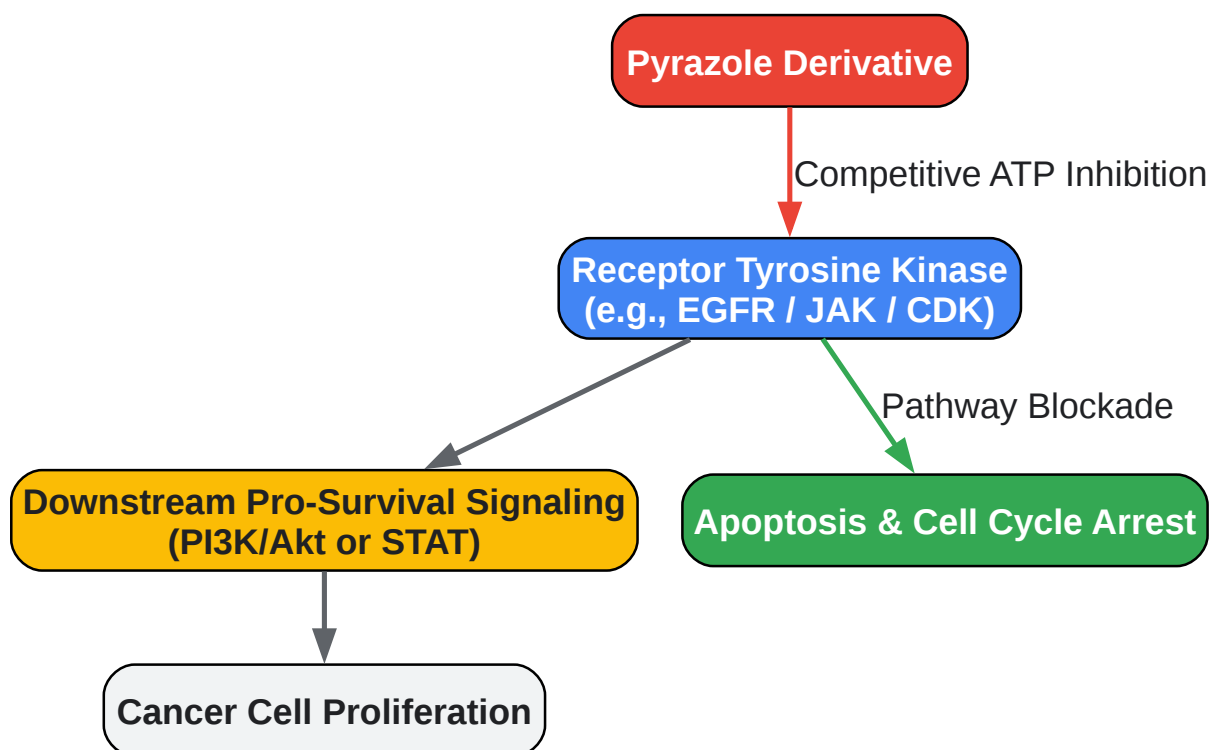 Pyrazole Derivative
Competitive ATP Inhibition
Receptor Tyrosine Kinase
(e.g., EGFR / JAK / CDK)
Pathway Blockade
Downstream Pro-Survival Signaling
(PI3K/Akt or STAT)
Apoptosis & Cell Cycle Arrest
Cancer Cell Proliferation